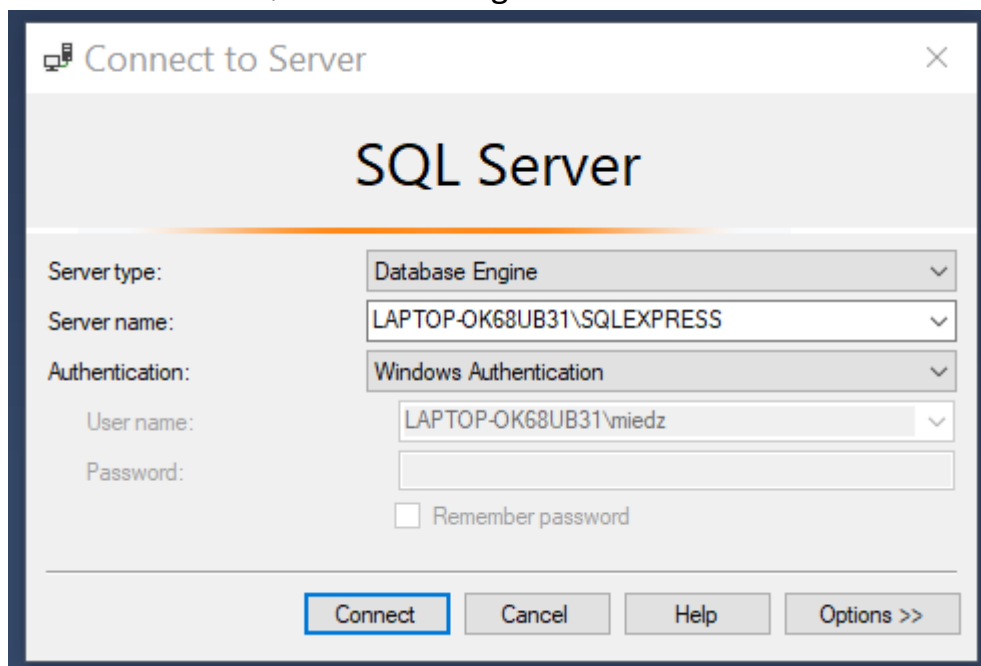 Connect to Server
SQL Server
Server type: Database Engine
Server name: LAPTOP-OK68UB31\SQLEXPRESS
Authentication: Windows Authentication
User name: LAPTOP-OK68UB31\miedz
Password:
Remember password
Connect Cancel Help Options >>